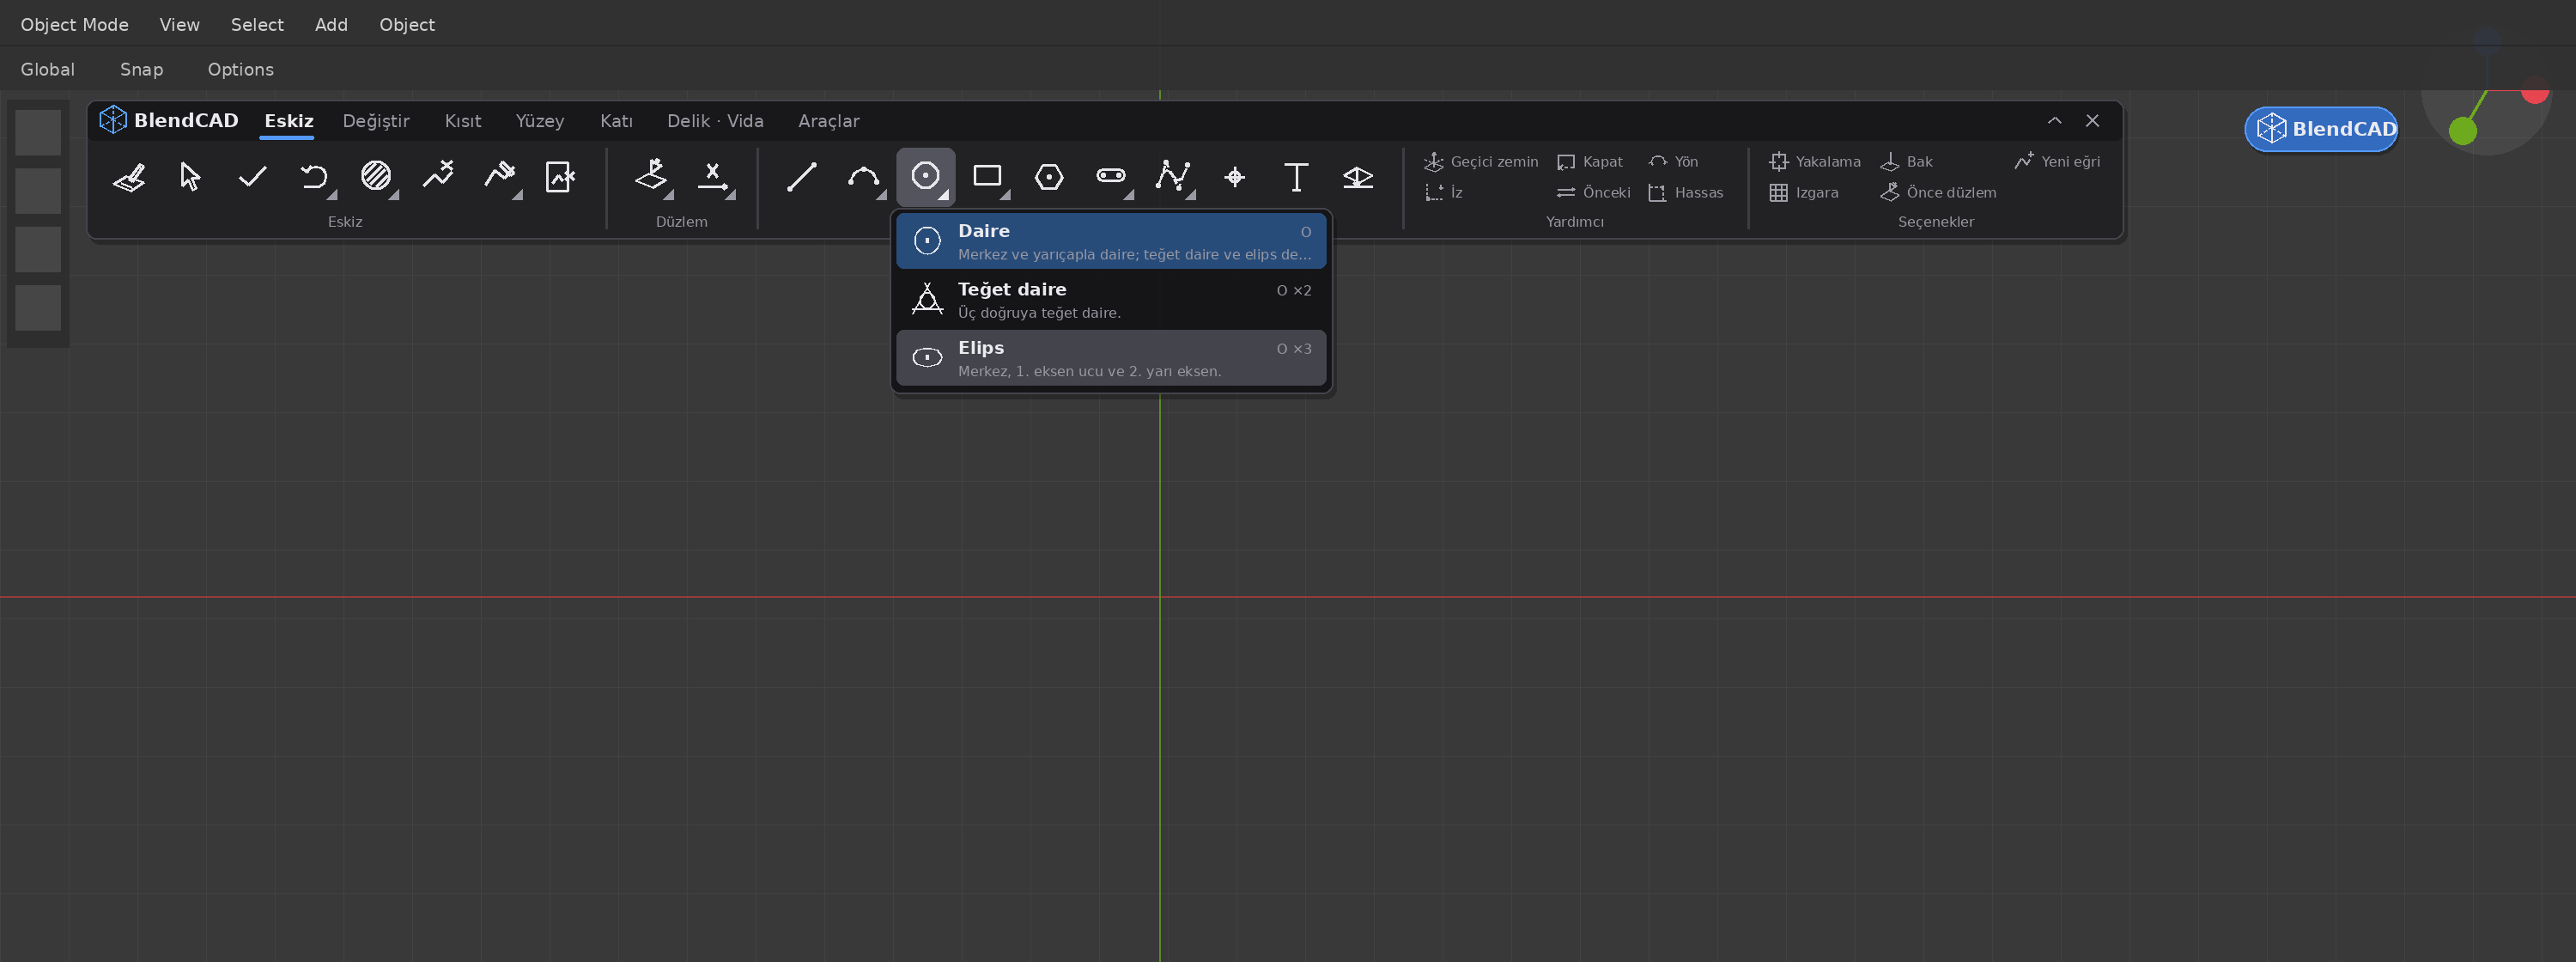 Object Mode View Select Add Object
Global Snap Options
BlendCAD Eskiz Değiştir Kısıt Yüzey Katı Delik · Vida Araçlar
BlendCAD
Geçici zemin Kapat Yön Yakalama Bak Yeni eğri
İz Önceki Hassas Izgara Önce düzlem
Eskiz Düzlem Yardımcı Seçenekler
Daire O
Merkez ve yarıçapla daire; teğet daire ve elips de...
Teğet daire O ×2
Üç doğruya teğet daire.
Elips O ×3
Merkez, 1. eksen ucu ve 2. yarı eksen.